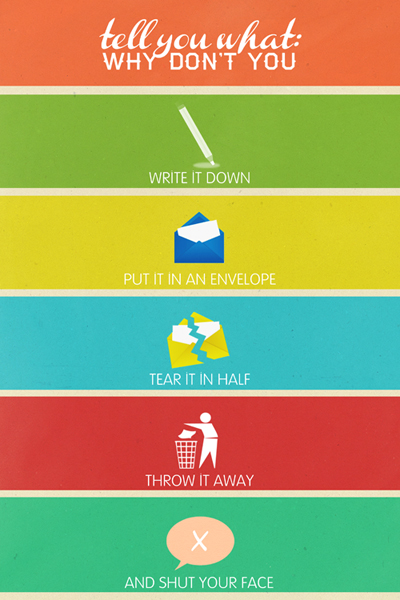 tell you what:
WHY DON'T YOU
WRITE IT DOWN
PUT IT IN AN ENVELOPE
TEAR IT IN HALF
THROW IT AWAY
X
AND SHUT YOUR FACE